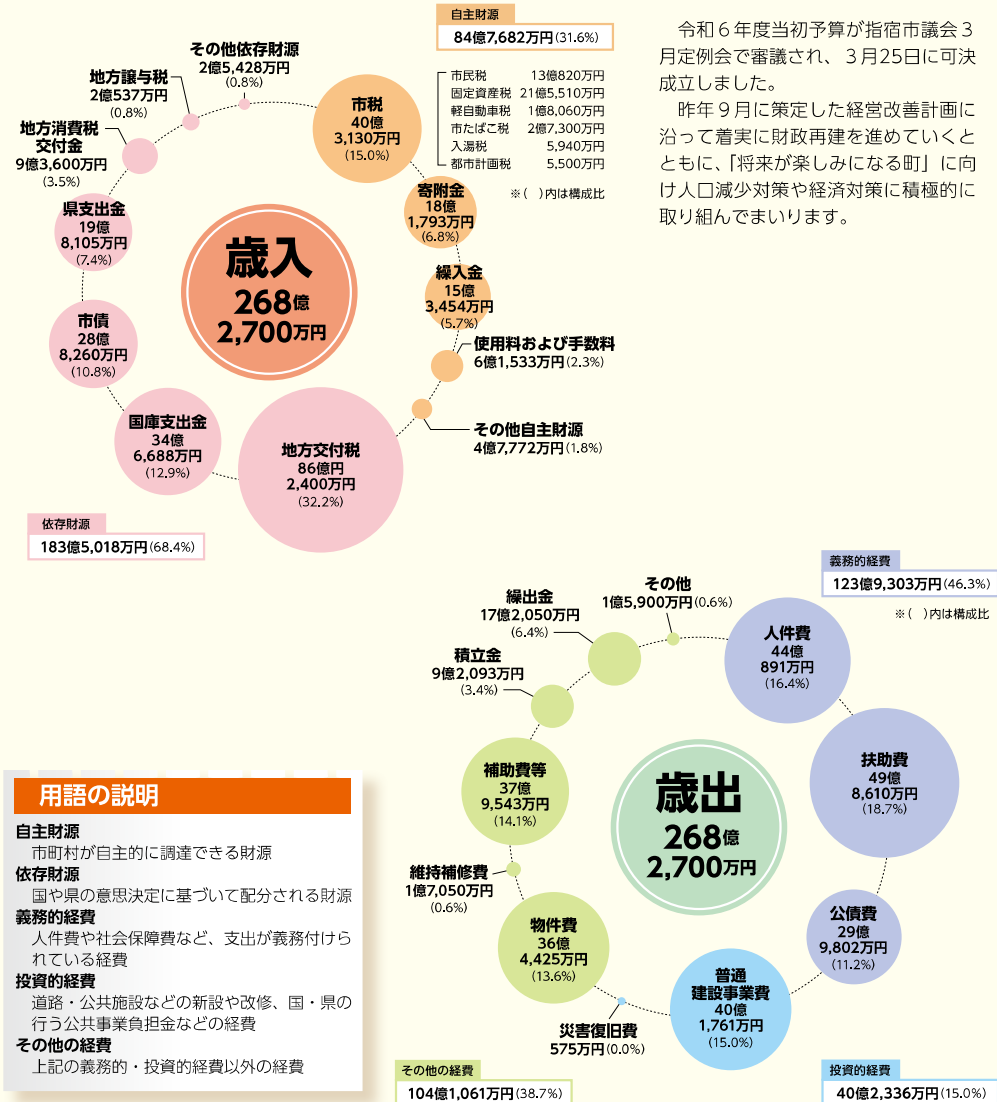 自主財源
84億7,682万円(31.6%)
市民税 13億820万円
固定資産税 21億5,510万円
軽自動車税 1億8,060万円
市たばこ税 2億7,300万円
入湯税 5,940万円
都市計画税 5,500万円
※( )内は構成比
令和6年度当初予算が指宿市議会3
月定例会で審議され、3月25日に可決
成立しました。
昨年9月に策定した経営改善計画に
沿って着実に財政再建を進めていくと
ともに、「将来が楽しみになる町」に向
け人口減少対策や経済対策に積極的に
取り組んでまいります。
歳入
268億
2,700万円
市税
40億
3,130万円
(15.0%)
寄附金
18億
1,793万円
(6.8%)
繰入金
15億
3,454万円
(5.7%)
使用料および手数料
6億1,533万円(2.3%)
その他自主財源
4億7,772万円(1.8%)
地方交付税
86億円
2,400万円
(32.2%)
国庫支出金
34億
6,688万円
(12.9%)
市債
28億
8,260万円
(10.8%)
県支出金
19億
8,105万円
(7.4%)
地方消費税
交付金
9億3,600万円
(3.5%)
地方譲与税
2億537万円
(0.8%)
その他依存財源
2億5,428万円
(0.8%)
依存財源
183億5,018万円(68.4%)
義務的経費
123億9,303万円(46.3%)
※( )内は構成比
歳出
268億
2,700万円
人件費
44億
891万円
(16.4%)
扶助費
49億
8,610万円
(18.7%)
公債費
29億
9,802万円
(11.2%)
普通
建設事業費
40億
1,761万円
(15.0%)
災害復旧費
575万円(0.0%)
物件費
36億
4,425万円
(13.6%)
維持補修費
1億7,050万円
(0.6%)
補助費等
37億
9,543万円
(14.1%)
積立金
9億2,093万円
(3.4%)
繰出金
17億2,050万円
(6.4%)
その他
1億5,900万円(0.6%)
その他の経費
104億1,061万円(38.7%)
投資的経費
40億2,336万円(15.0%)
用語の説明
自主財源
市町村が自主的に調達できる財源
依存財源
国や県の意思決定に基づいて配分される財源
義務的経費
人件費や社会保障費など、支出が義務付けら
れている経費
投資的経費
道路・公共施設などの新設や改修、国・県の
行う公共事業負担金などの経費
その他の経費
上記の義務的・投資的経費以外の経費